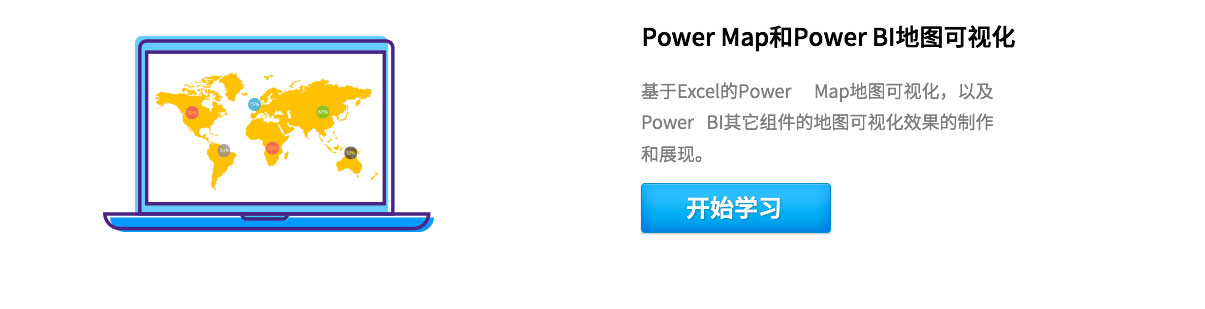 Power Map和Power BI地图可视化
基于Excel的Power Map地图可视化，以及
Power BI其它组件的地图可视化效果的制作
和展现。
开始学习